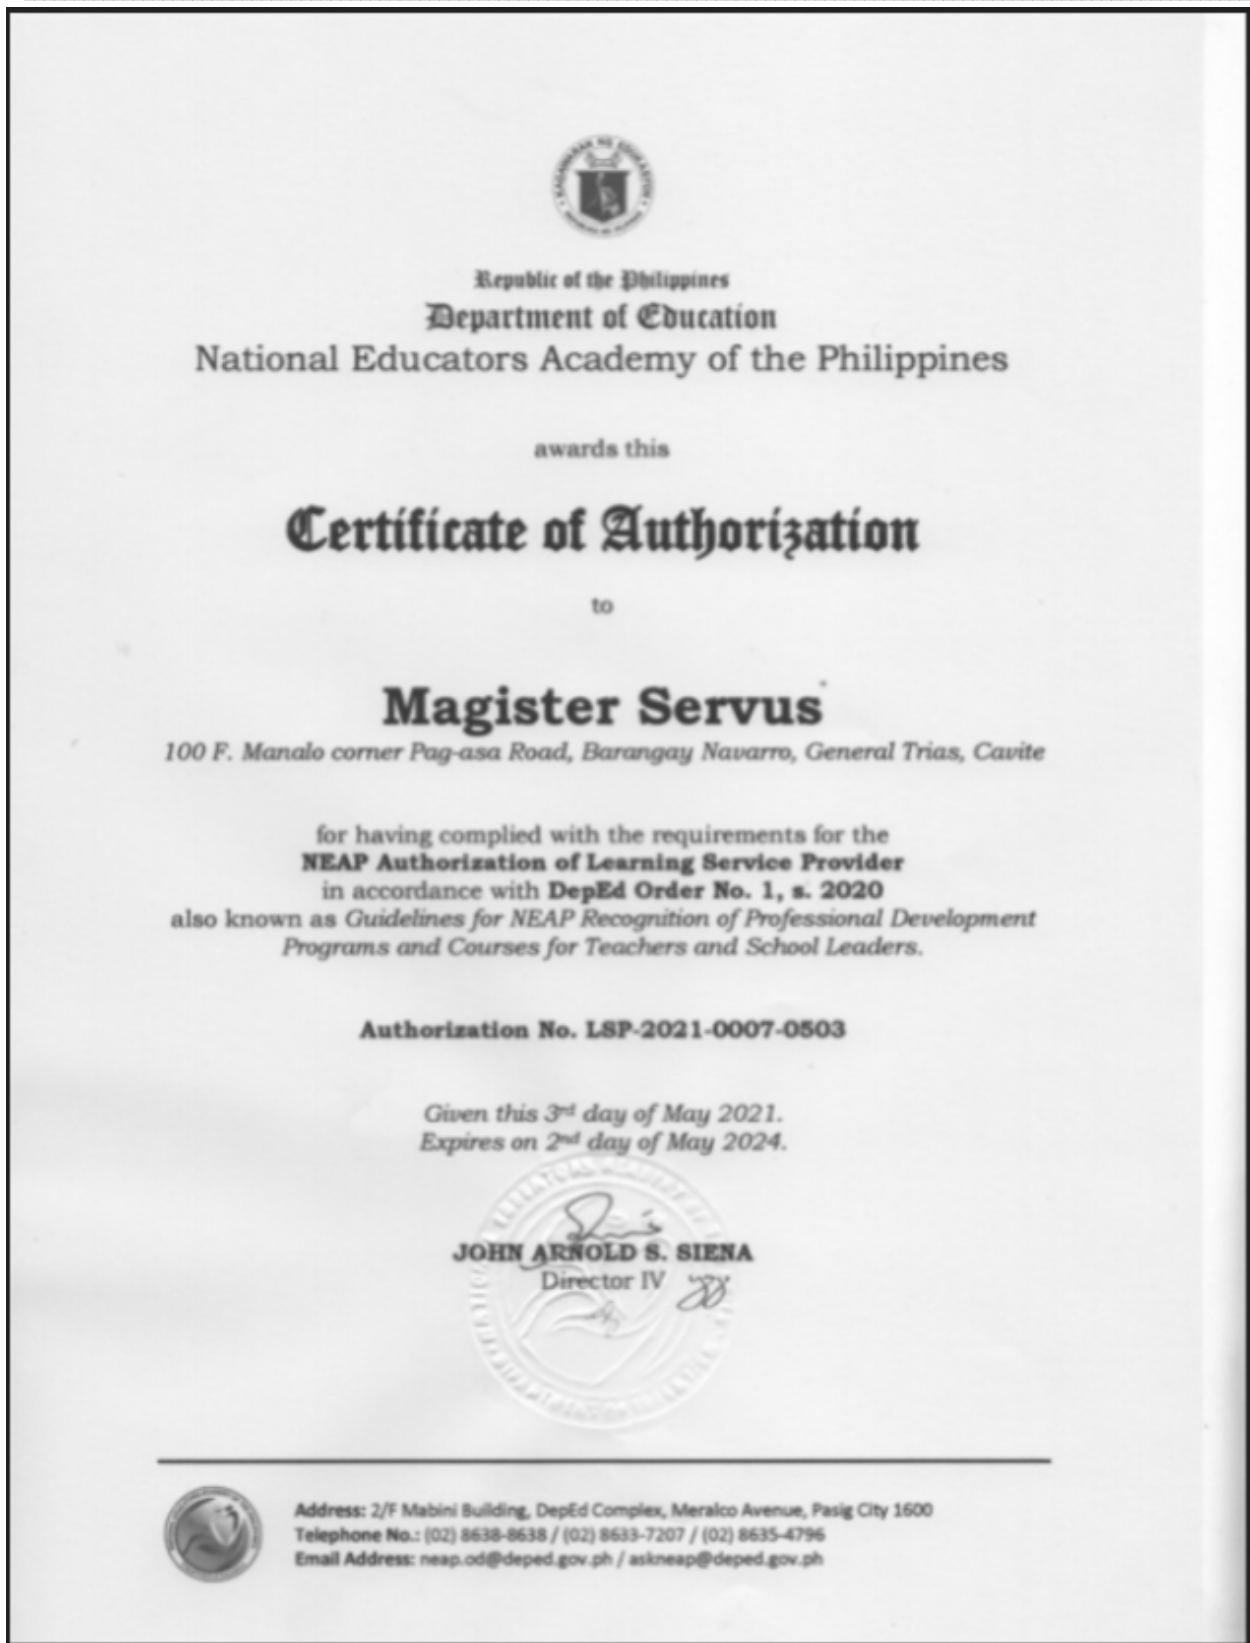 KAGAWARAN NG EDUKASYON
REPUBLIKA NG PILIPINAS
Republic of the Philippines
Department of Education
National Educators Academy of the Philippines
awards this
Certificate of Authorization
to
Magister Servus
100 F. Manalo corner Pag-asa Road, Barangay Navarro, General Trias, Cavite
for having complied with the requirements for the
NEAP Authorization of Learning Service Provider
in accordance with DepEd Order No. 1, s. 2020
also known as Guidelines for NEAP Recognition of Professional Development
Programs and Courses for Teachers and School Leaders.
Authorization No. LSP-2021-0007-0503
Given this 3rd day of May 2021.
Expires on 2nd day of May 2024.
JOHN ARNOLD S. SIENA
Director IV
Address: 2/F Mabini Building, DepEd Complex, Meralco Avenue, Pasig City 1600
Telephone No.: (02) 8638-8638 / (02) 8633-7207 / (02) 8635-4796
Email Address: neap.od@deped.gov.ph / askneap@deped.gov.ph